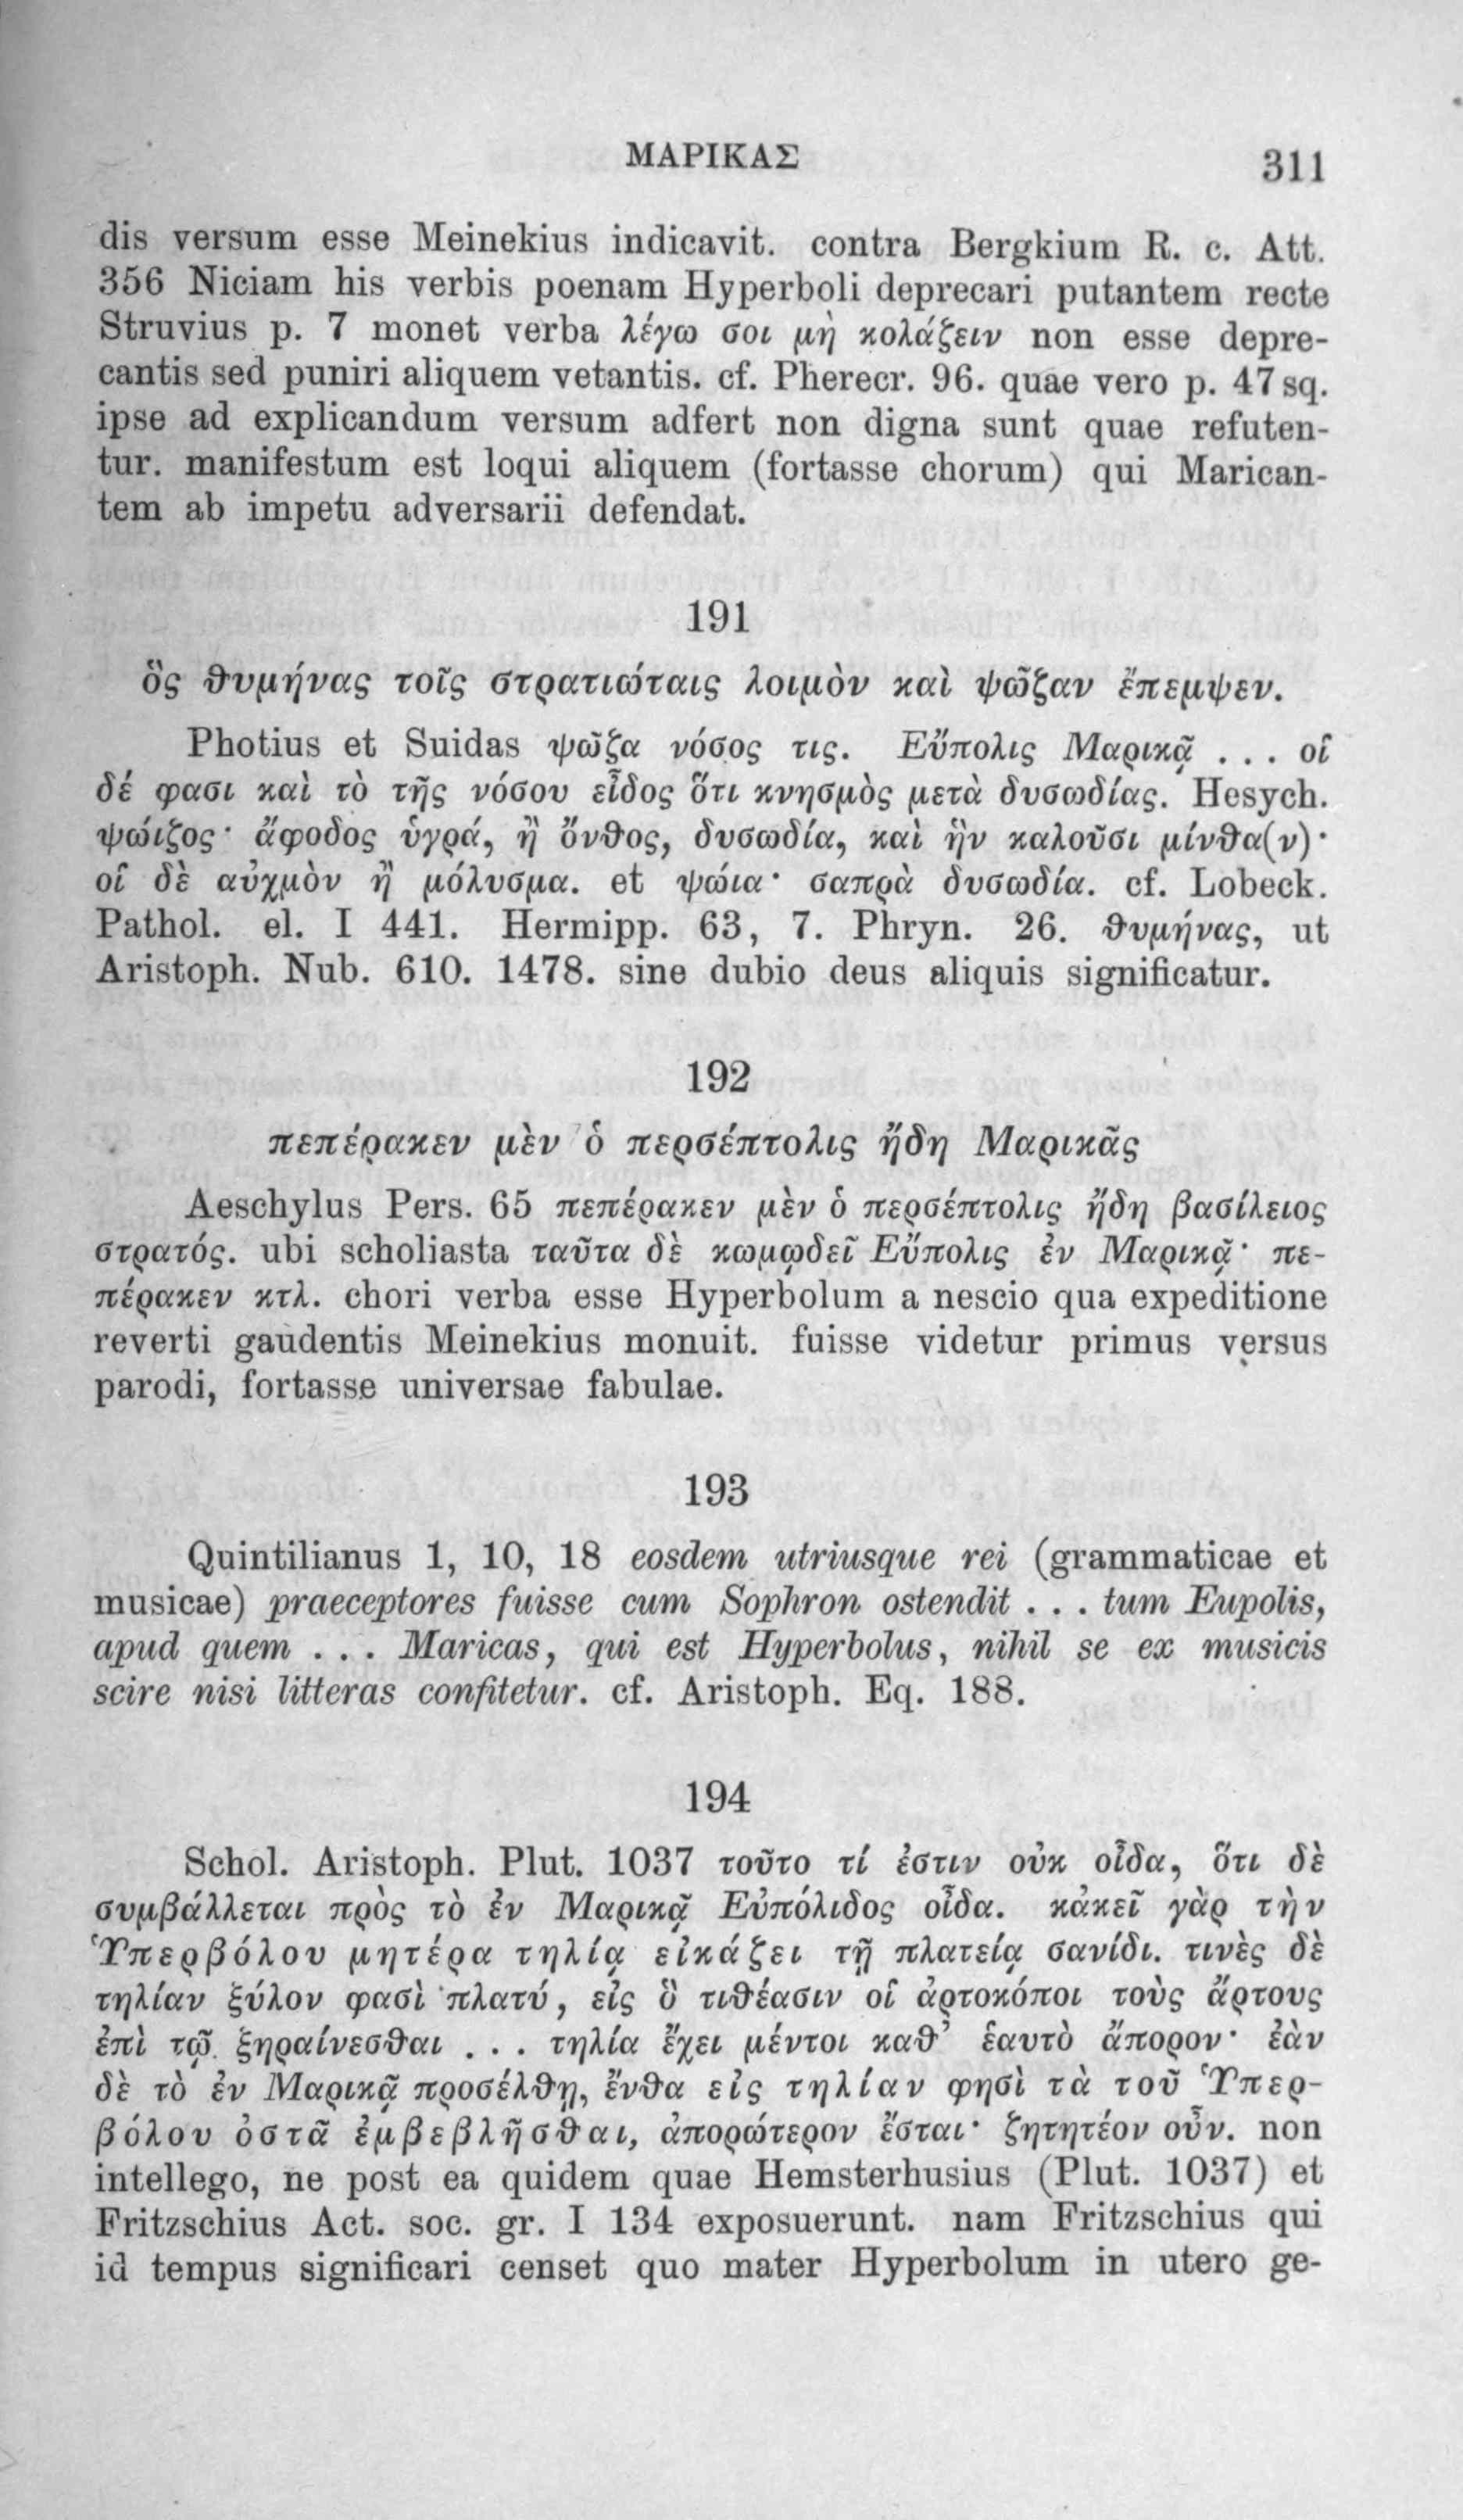 ΜΑΡΙΚΑΣ 311
dis versum esse Meinekius indicavit. contra Bergkium R. c. Att.
356 Niciam his verbis poenam Hyperboli deprecari putantem recte
Struvius p. 7 monet verba λέγω σοι μὴ κολάζειν non esse depre-
cantis sed puniri aliquem vetantis. cf. Pherecr. 96. quae vero p. 47 sq.
ipse ad explicandum versum adfert non digna sunt quae refuten-
tur. manifestum est loqui aliquem (fortasse chorum) qui Marican-
tem ab impetu adversarii defendat.
191
ὃς θυμήνας τοῖς στρατιώταις λοιμὸν καὶ ψῶζαν ἔπεμψεν.
Photius et Suidas ψῶζα νόσος τις. Εὔπολις Μαρικᾷ . . . οἵ
δέ φασι καὶ τὸ τῆς νόσου εἶδος ὅτι κνησμὸς μετὰ δυσωδίας. Hesych.
ψώιζος· ἄφοδος ὑγρά, ἢ ὄνθος, δυσωδία, καὶ ἣν καλοῦσι μίνθα(ν)·
οἵ δὲ αὐχμὸν ἢ μόλυσμα. et ψώια· σαπρὰ δυσωδία. cf. Lobeck.
Pathol. el. I 441. Hermipp. 63, 7. Phryn. 26. θυμήνας, ut
Aristoph. Nub. 610. 1478. sine dubio deus aliquis significatur.
192
πεπέρακεν μὲν ὁ περσέπτολις ἤδη Μαρικᾶς
Aeschylus Pers. 65 πεπέρακεν μὲν ὁ περσέπτολις ἤδη βασίλειος
στρατός. ubi scholiasta ταῦτα δὲ κωμῳδεῖ Εὔπολις ἐν Μαρικᾷ· πε-
πέρακεν κτλ. chori verba esse Hyperbolum a nescio qua expeditione
reverti gaudentis Meinekius monuit. fuisse videtur primus versus
parodi, fortasse universae fabulae.
193
Quintilianus 1, 10, 18 eosdem utriusque rei (grammaticae et
musicae) praeceptores fuisse cum Sophron ostendit . . . tum Eupolis,
apud quem . . . Maricas, qui est Hyperbolus, nihil se ex musicis
scire nisi litteras confitetur. cf. Aristoph. Eq. 188.
194
Schol. Aristoph. Plut. 1037 τοῦτο τί ἐστιν οὐκ οἶδα, ὅτι δὲ
συμβάλλεται πρὸς τὸ ἐν Μαρικᾷ Εὐπόλιδος οἶδα. κἀκεῖ γὰρ τὴν
Ὑπερβόλου μητέρα τηλίᾳ εἰκάζει τῇ πλατείᾳ σανίδι. τινὲς δὲ
τηλίαν ξύλον φασὶ πλατύ, εἰς ὃ τιθέασιν οἱ ἀρτοκόποι τοὺς ἄρτους
ἐπὶ τῷ ξηραίνεσθαι . . . τηλία ἔχει μέντοι καθ’ ἑαυτὸ ἄπορον· ἐὰν
δὲ τὸ ἐν Μαρικᾷ προσέλθῃ, ἔνθα εἰς τηλίαν φησὶ τὰ τοῦ Ὑπερ-
βόλου ὀστᾶ ἐμβεβλῆσθαι, ἀπορώτερον ἔσται· ζητητέον οὖν. non
intellego, ne post ea quidem quae Hemsterhusius (Plut. 1037) et
Fritzschius Act. soc. gr. I 134 exposuerunt. nam Fritzschius qui
id tempus significari censet quo mater Hyperbolum in utero ge-